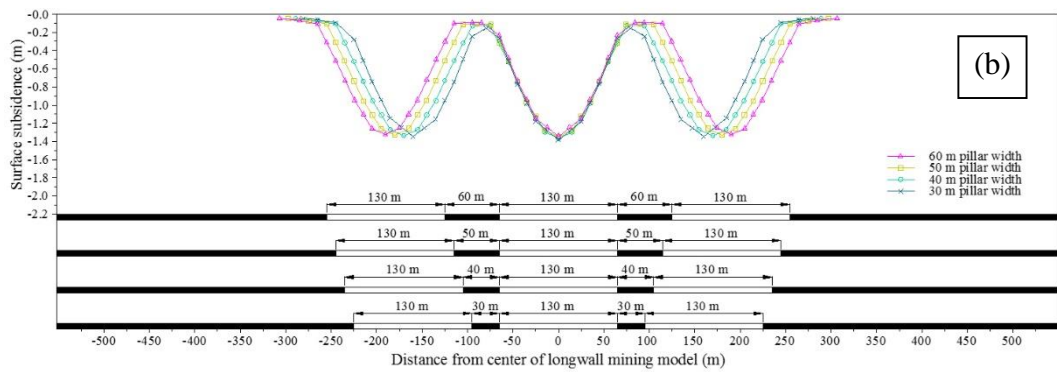 (b)
Surface subsidence (m)
-0.0
-0.2
-0.4
-0.6
-0.8
-1.0
-1.2
-1.4
-1.6
-1.8
-2.0
-2.2
60 m pillar width
50 m pillar width
40 m pillar width
30 m pillar width
130 m 60 m 130 m 60 m 130 m
130 m 50 m 130 m 50 m 130 m
130 m 40 m 130 m 40 m 130 m
130 m 30 m 130 m 30 m 130 m
-500 -450 -400 -350 -300 -250 -200 -150 -100 -50 0 50 100 150 200 250 300 350 400 450 500
Distance from center of longwall mining model (m)